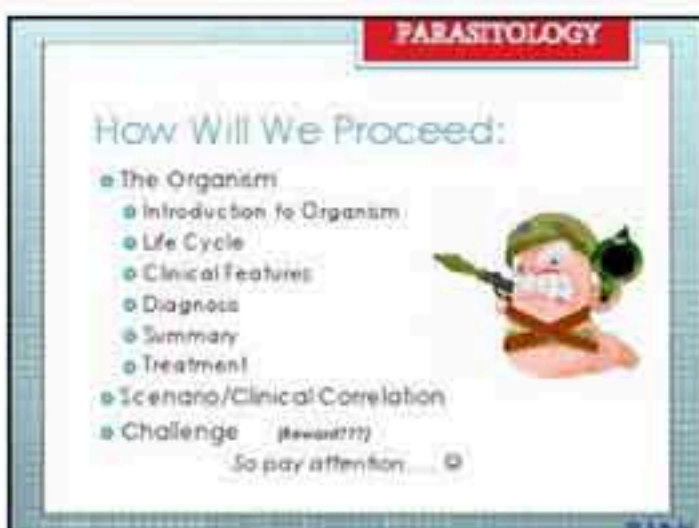 PARASITOLOGY
How Will We Proceed:
The Organism
Introduction to Organism
Life Cycle
Clinical Features
Diagnosis
Summary
Treatment
Scenario/Clinical Correlation
Challenge (Reward???)
So pay attention.....☺